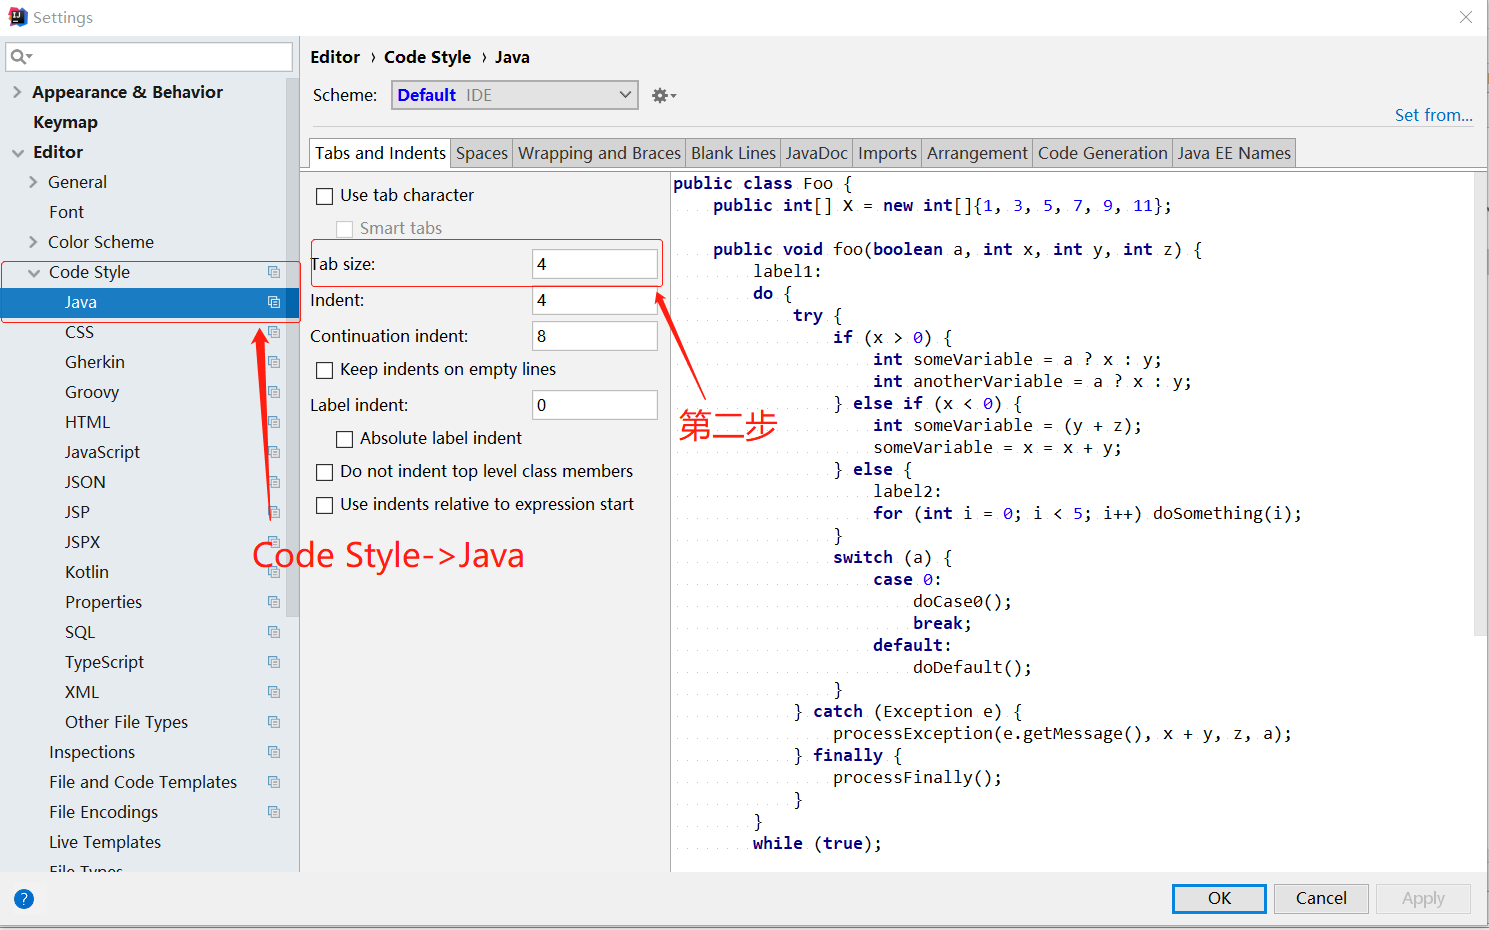 Settings
Appearance & Behavior
Keymap
Editor
General
Font
Color Scheme
Code Style
Java
CSS
Gherkin
Groovy
HTML
JavaScript
JSON
JSP
JSPX
Kotlin
Properties
SQL
TypeScript
XML
Other File Types
Inspections
File and Code Templates
File Encodings
Live Templates
File Types
Editor › Code Style › Java
Scheme: Default IDE
Set from...
Tabs and Indents Spaces Wrapping and Braces Blank Lines JavaDoc Imports Arrangement Code Generation Java EE Names
Use tab character
Smart tabs
Tab size: 4
Indent: 4
Continuation indent: 8
Keep indents on empty lines
Label indent: 0
Absolute label indent
Do not indent top level class members
Use indents relative to expression start
Code Style->Java
第二步
public class Foo {
    public int[] X = new int[]{1, 3, 5, 7, 9, 11};
    public void foo(boolean a, int x, int y, int z) {
        label1:
        do {
            try {
                if (x > 0) {
                    int someVariable = a ? x : y;
                    int anotherVariable = a ? x : y;
                } else if (x < 0) {
                    int someVariable = (y + z);
                    someVariable = x = x + y;
                } else {
                    label2:
                    for (int i = 0; i < 5; i++) doSomething(i);
                }
                switch (a) {
                    case 0:
                        doCase0();
                        break;
                    default:
                        doDefault();
                }
            } catch (Exception e) {
                processException(e.getMessage(), x + y, z, a);
            } finally {
                processFinally();
            }
        }
        while (true);
?
OK Cancel Apply